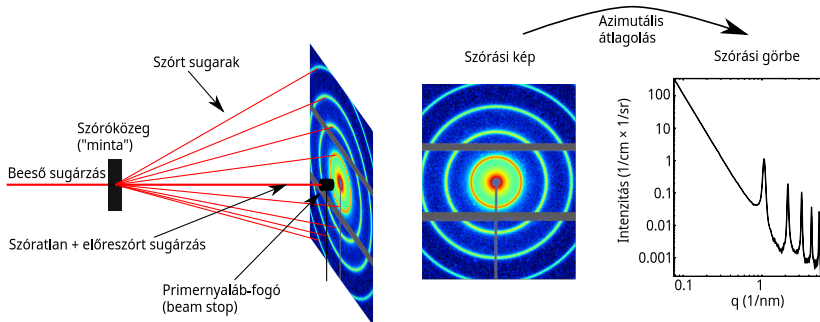 Szórt sugarak
Szóróközeg
("minta")
Beeső sugárzás
Szóratlan + előreszórt sugárzás
Primernyaláb-fogó
(beam stop)
Azimutális
átlagolás
Szórási kép
Szórási görbe
Intenzitás (1/cm × 1/sr)
100
10
1
0.1
0.01
0.001
0.1
1
q (1/nm)